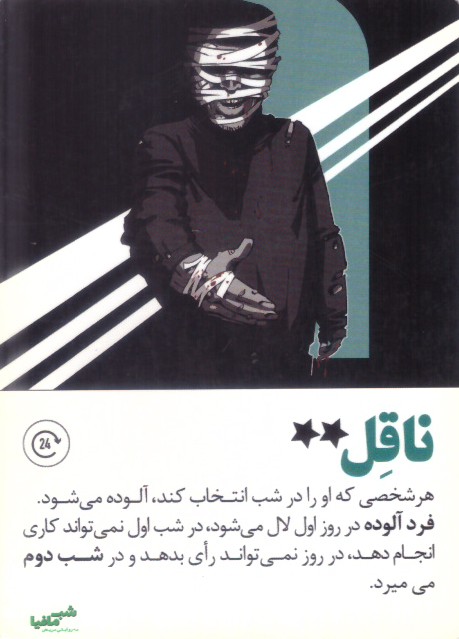 ناقِل
24
هرشخصی که او را در شب انتخاب کند، آلوده می‌شود.
فرد آلوده در روز اول لال می‌شود، در شب اول نمی‌تواند کاری
انجام دهد، در روز نمی‌تواند رأی بدهد و در شب دوم
می میرد.
شب
مافیا